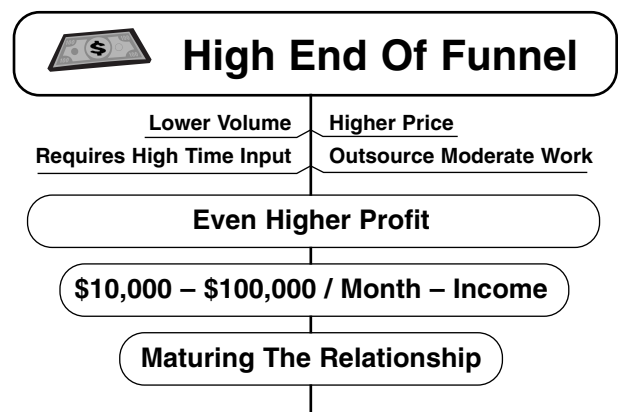 $ High End Of Funnel
Lower Volume Higher Price
Requires High Time Input Outsource Moderate Work
Even Higher Profit
$10,000 – $100,000 / Month – Income
Maturing The Relationship